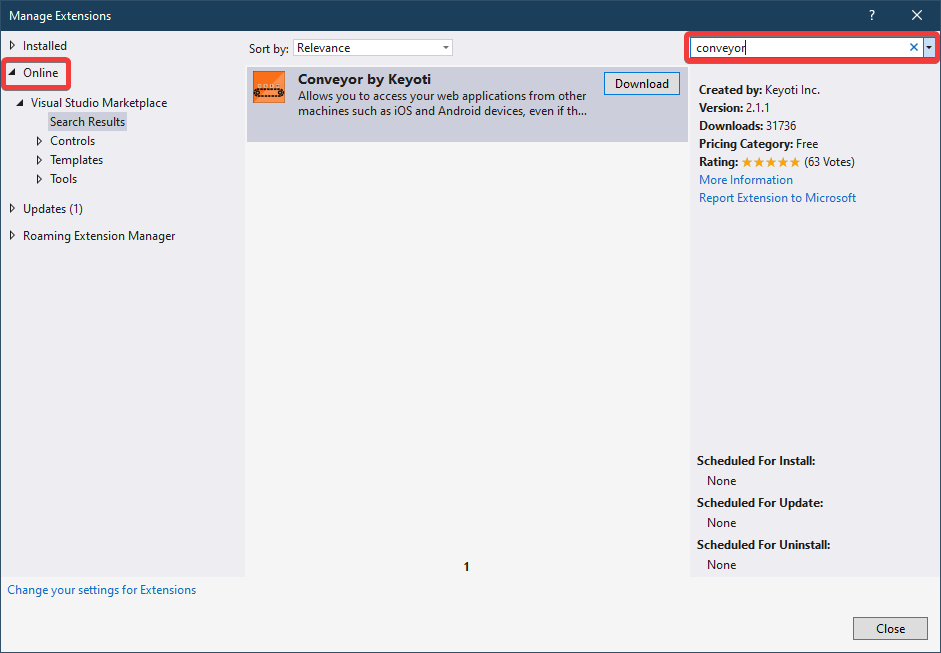 Manage Extensions
?
Installed
Online
Visual Studio Marketplace
Search Results
Controls
Templates
Tools
Updates (1)
Roaming Extension Manager
Sort by: Relevance
Conveyor by Keyoti
Allows you to access your web applications from other
machines such as iOS and Android devices, even if th...
Download
1
conveyor
Created by: Keyoti Inc.
Version: 2.1.1
Downloads: 31736
Pricing Category: Free
Rating: ★★★★★ (63 Votes)
More Information
Report Extension to Microsoft
Scheduled For Install:
None
Scheduled For Update:
None
Scheduled For Uninstall:
None
Change your settings for Extensions
Close